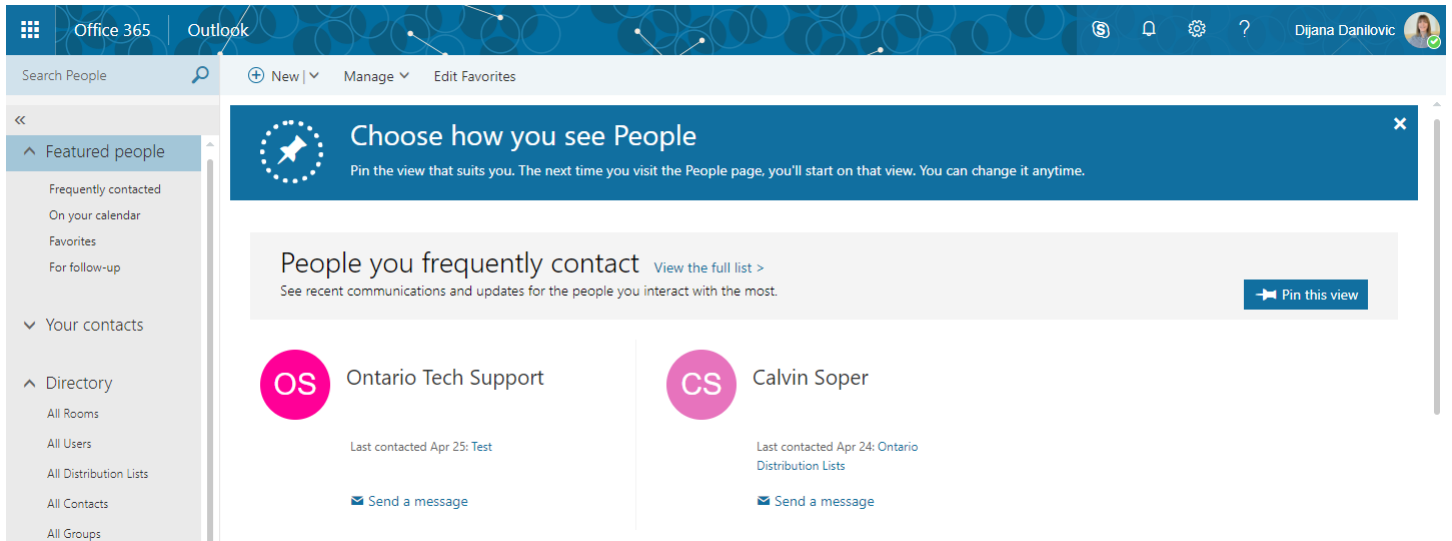 Office 365 Outlook
? Dijana Danilovic
Search People
New | Manage Edit Favorites
Choose how you see People
Pin the view that suits you. The next time you visit the People page, you'll start on that view. You can change it anytime.
Featured people
Frequently contacted
On your calendar
Favorites
For follow-up
Your contacts
Directory
All Rooms
All Users
All Distribution Lists
All Contacts
All Groups
People you frequently contact View the full list >
See recent communications and updates for the people you interact with the most.
Pin this view
OS Ontario Tech Support
Last contacted Apr 25: Test
Send a message
CS Calvin Soper
Last contacted Apr 24: Ontario
Distribution Lists
Send a message